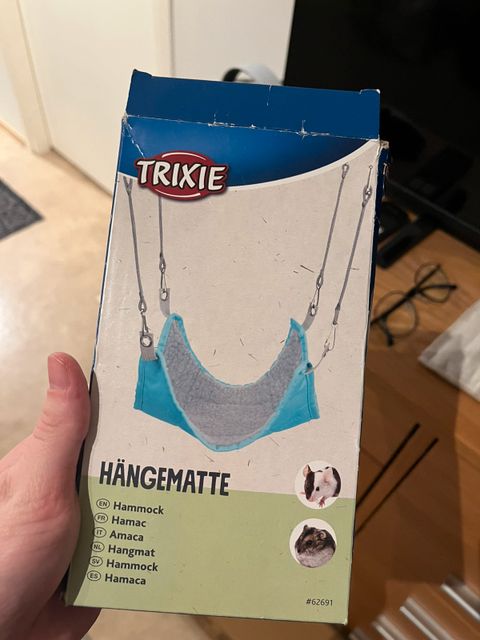 TRIXIE
HÄNGEMATTE
EN Hammock
FR Hamac
IT Amaca
NL Hangmat
SV Hammock
ES Hamaca
#62691